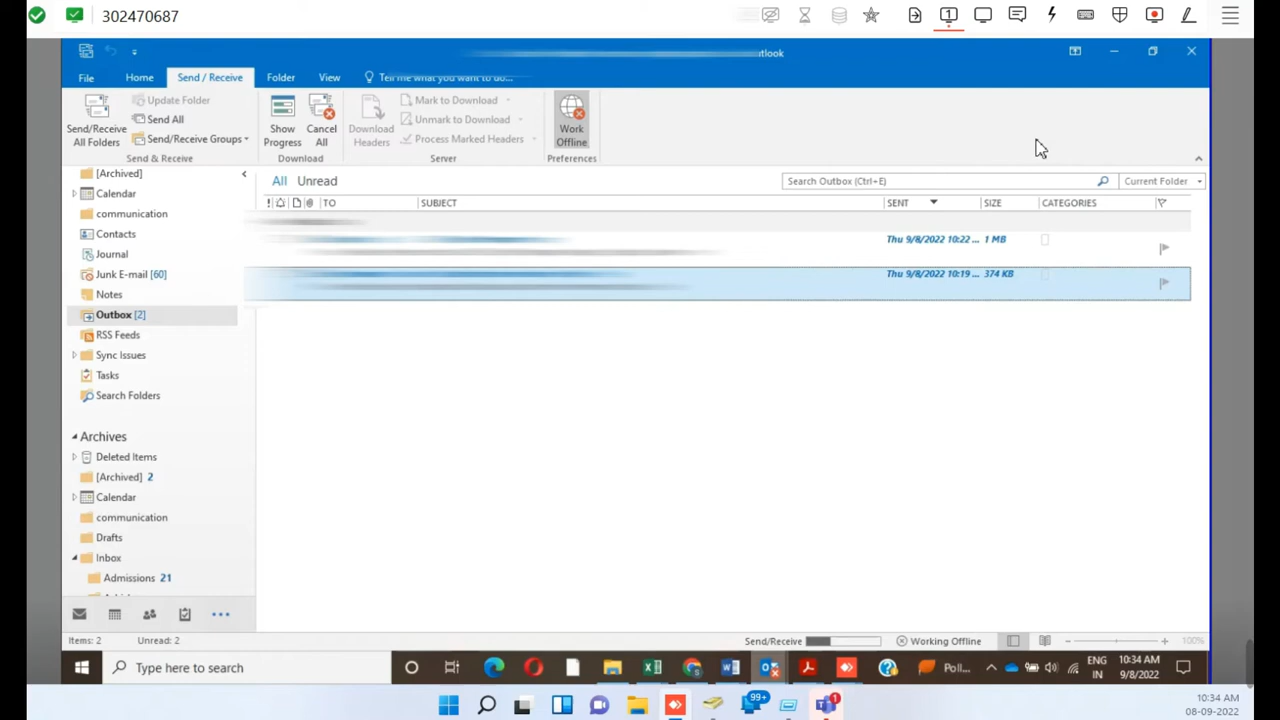 302470687
1
utlook
File Home Send / Receive Folder View Tell me what you want to do...
Send/Receive All Folders
Update Folder
Send All
Send/Receive Groups
Send & Receive
Show Progress
Cancel All
Download
Download Headers
Mark to Download
Unmark to Download
Process Marked Headers
Server
Work Offline
Preferences
[Archived]
Calendar
communication
Contacts
Journal
Junk E-mail [60]
Notes
Outbox [2]
RSS Feeds
Sync Issues
Tasks
Search Folders
Archives
Deleted Items
[Archived] 2
Calendar
communication
Drafts
Inbox
Admissions 21
All Unread
Search Outbox (Ctrl+E)
Current Folder
! TO SUBJECT SENT SIZE CATEGORIES
Thu 9/8/2022 10:22 ... 1 MB
Thu 9/8/2022 10:19 ... 374 KB
Items: 2 Unread: 2
Send/Receive
Working Offline
100%
Type here to search
Poll...
ENG
IN
10:34 AM
9/8/2022
99+
1
10:34 AM
08-09-2022